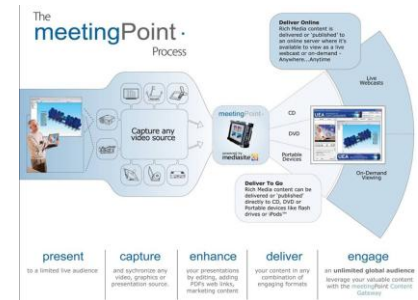 The
meetingPoint·
Process
Deliver Online
Rich Media content is
delivered or 'published' to
an online server where it's
available to view as a live
webcast or on-demand -
Anywhere...Anytime
Live
Webcasts
Capture any
video source
meetingPoint·
powered by
mediasite
CD
DVD
Portable
Devices
UCEA
On-Demand
Viewing
Deliver To Go
Rich Media content can be
delivered or 'published'
directly to CD, DVD or
Portable devices like flash
drives or iPods™
present
to a limited live audience
capture
and sychronize any
video, graphics or
presentation source.
enhance
your presentations
by editing, adding
PDFs web links,
marketing content
deliver
your content in any
combination of
engaging formats
engage
an unlimited global audience
leverage your valuable content
with the meetingPoint Content
Gateway